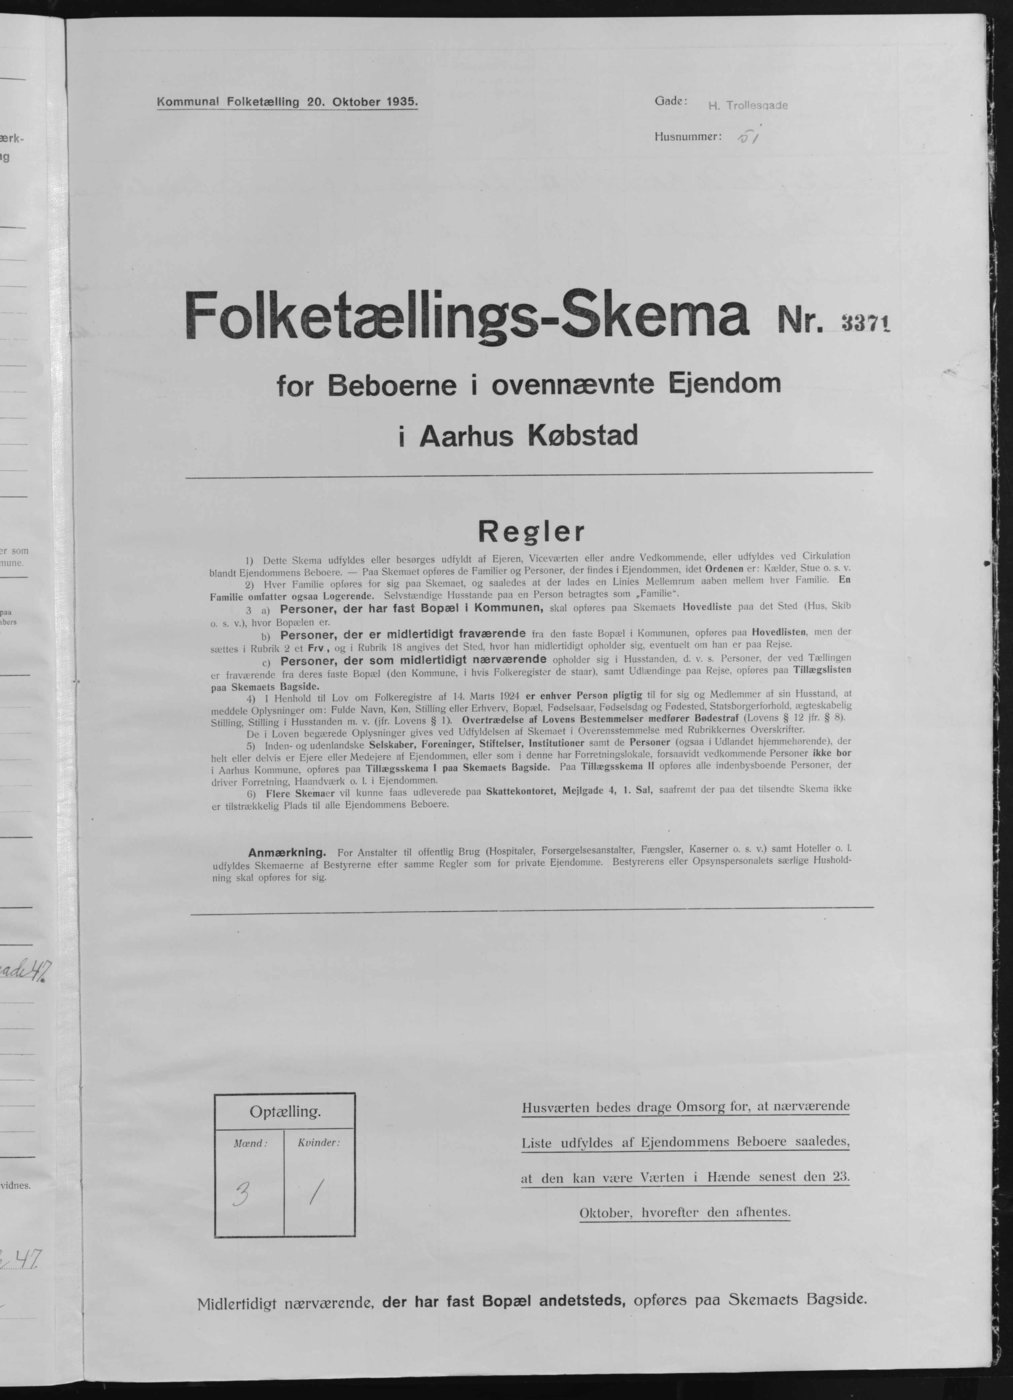 Kommunal Folketælling 20. Oktober 1935.
Gade: H. Trollesgade
Husnummer: 51
Folketællings-Skema Nr. 3371
for Beboerne i ovennævnte Ejendom
i Aarhus Købstad
Regler
1) Dette Skema udfyldes eller besørges udfyldt af Ejeren, Viceværten eller andre Vedkommende, eller udfyldes ved Cirkulation
blandt Ejendommens Beboere. — Paa Skemaet opføres de Familier og Personer, der findes i Ejendommen, idet Ordenen er: Kælder, Stue o. s. v.
2) Hver Familie opføres for sig paa Skemaet, og saaledes at der lades en Linies Mellemrum aaben mellem hver Familie. En
Familie omfatter ogsaa Logerende. Selvstændige Husstande paa en Person betragtes som „Familie“.
3 a) Personer, der har fast Bopæl i Kommunen, skal opføres paa Skemaets Hovedliste paa det Sted (Hus, Skib
o. s. v.), hvor Bopælen er.
b) Personer, der er midlertidigt fraværende fra den faste Bopæl i Kommunen, opføres paa Hovedlisten, men der
sættes i Rubrik 2 et Frv, og i Rubrik 18 angives det Sted, hvor han midlertidigt opholder sig, eventuelt om han er paa Rejse.
c) Personer, der som midlertidigt nærværende opholder sig i Husstanden, d. v. s. Personer, der ved Tællingen
er fraværende fra deres faste Bopæl (den Kommune, i hvis Folkeregister de staar), samt Udlændinge paa Rejse, opføres paa Tillægslisten
paa Skemaets Bagside.
4) I Henhold til Lov om Folkeregistre af 14. Marts 1924 er enhver Person pligtig til for sig og Medlemmer af sin Husstand, at
meddele Oplysninger om: Fulde Navn, Køn, Stilling eller Erhverv, Bopæl, Fødselsaar, Fødselsdag og Fødested, Statsborgerforhold, ægteskabelig
Stilling, Stilling i Husstanden m. v. (jfr. Lovens § 1). Overtrædelse af Lovens Bestemmelser medfører Bødestraf (Lovens § 12 jfr. § 8).
De i Loven begærede Oplysninger gives ved Udfyldelsen af Skemaet i Overensstemmelse med Rubrikkernes Overskrifter.
5) Inden- og udenlandske Selskaber, Foreninger, Stiftelser, Institutioner samt de Personer (ogsaa i Udlandet hjemmehørende), der
helt eller delvis er Ejere eller Medejere af Ejendommen, eller som i denne har Forretningslokale, forsaavidt vedkommende Personer ikke bor
i Aarhus Kommune, opføres paa Tillægsskema I paa Skemaets Bagside. Paa Tillægsskema II opføres alle indenbysboende Personer, der
driver Forretning, Haandværk o. l. i Ejendommen.
6) Flere Skemaer vil kunne faas udleverede paa Skattekontoret, Mejlgade 4, 1. Sal, saafremt der paa det tilsendte Skema ikke
er tilstrækkelig Plads til alle Ejendommens Beboere.
Anmærkning. For Anstalter til offentlig Brug (Hospitaler, Forsørgelsesanstalter, Fængsler, Kaserner o. s. v.) samt Hoteller o. l.
udfyldes Skemaerne af Bestyrerne efter samme Regler som for private Ejendomme. Bestyrerens eller Opsynspersonalets særlige Hushold-
ning skal opføres for sig.
Optælling.
Mænd: Kvinder:
3 1
Husværten bedes drage Omsorg for, at nærværende
Liste udfyldes af Ejendommens Beboere saaledes,
at den kan være Værten i Hænde senest den 23.
Oktober, hvorefter den afhentes.
Midlertidigt nærværende, der har fast Bopæl andetsteds, opføres paa Skemaets Bagside.